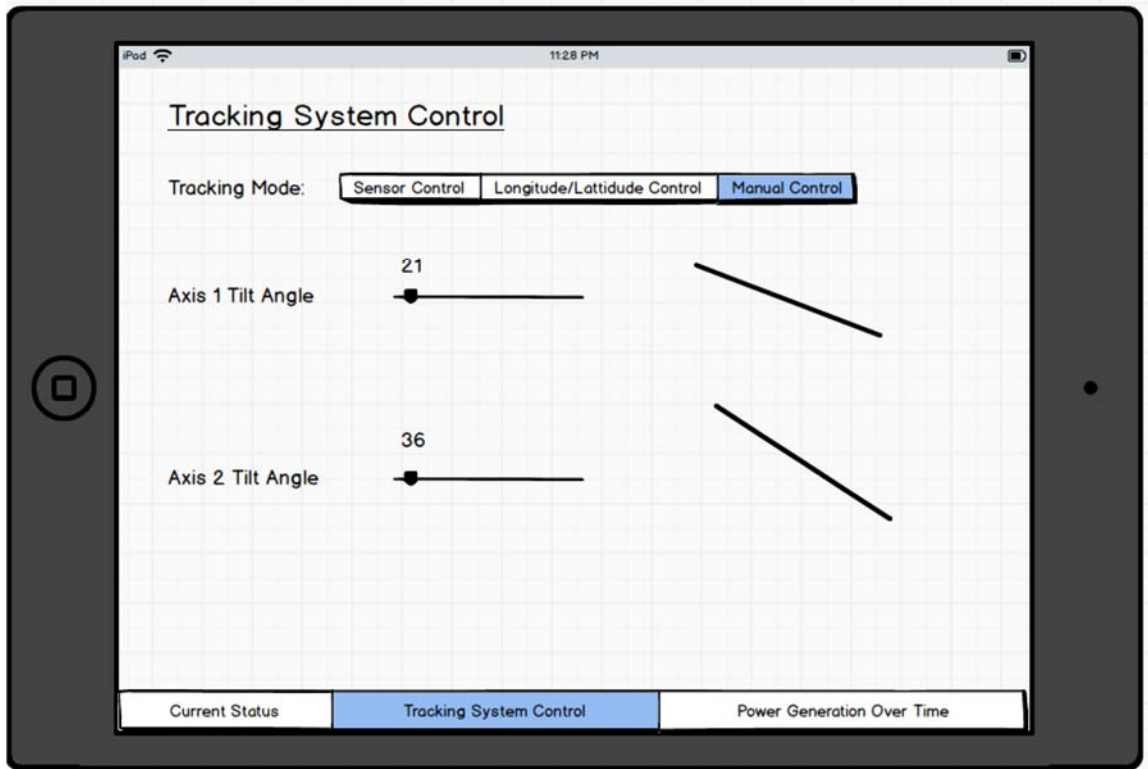 iPod 11:28 PM
Tracking System Control
Tracking Mode: Sensor Control Longitude/Lattidude Control Manual Control
21
Axis 1 Tilt Angle
36
Axis 2 Tilt Angle
Current Status Tracking System Control Power Generation Over Time